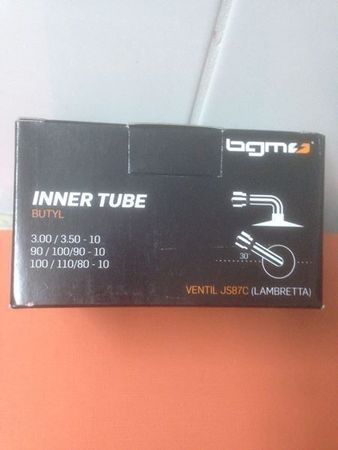 bgm
INNER TUBE
BUTYL
3.00 / 3.50 - 10
90 / 100/90 - 10
100 / 110/80 - 10
30°
VENTIL JS87C (LAMBRETTA)